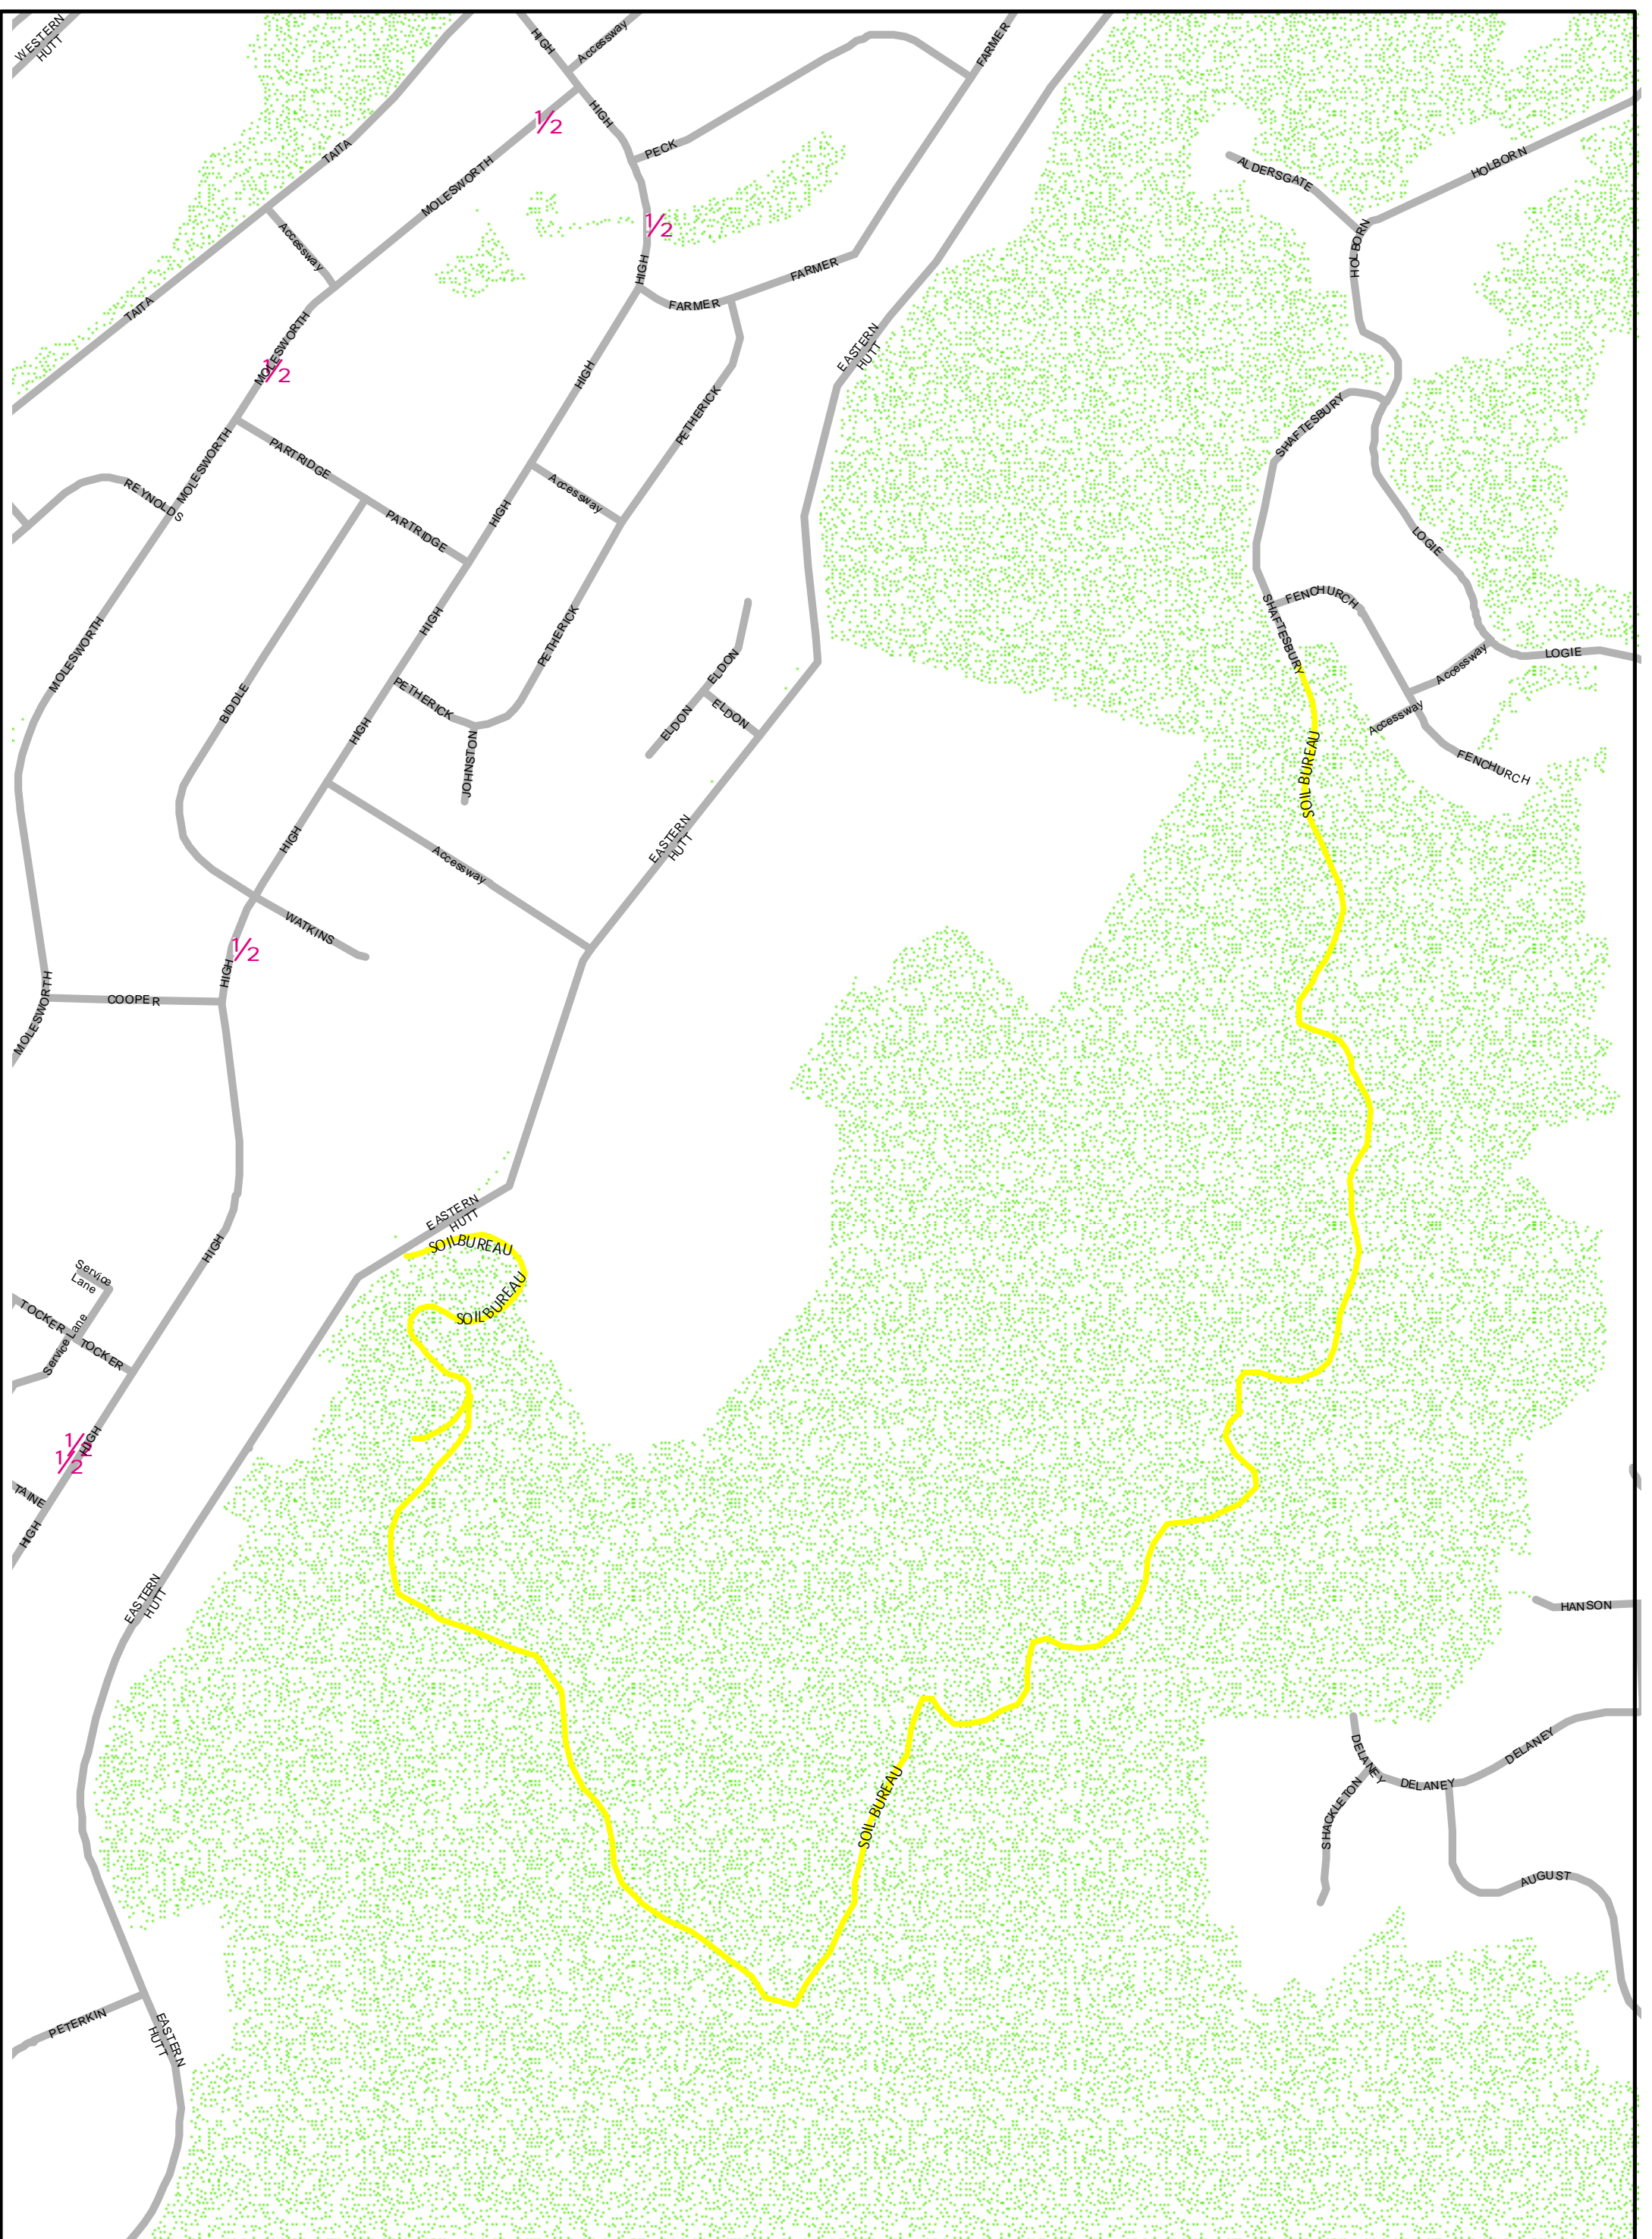 WESTERN
HUTT
HIGH
Accessway
FARMER
HIGH
½
PECK
TAITA
MOLESWORTH
ALDERSGATE
HOLBORN
½
Accessway
HOLBORN
HIGH
FARMER
FARMER
TAITA
MOLESWORTH
½
EASTERN
HUTT
HIGH
PETHERICK
SHAFTESBURY
PARTRIDGE
MOLESWORTH
REYNOLDS
Accessway
HIGH
PARTRIDGE
LOGIE
HIGH
PETHERICK
MOLESWORTH
FENCHURCH
SHAFTESBURY
LOGIE
Accessway
ELDON
PETHERICK
BIDDLE
ELDON
ELDON
HIGH
Accessway
JOHNSTON
SOIL BUREAU
FENCHURCH
HIGH
EASTERN
HUTT
Accessway
WATKINS
½
HIGH
COOPER
MOLESWORTH
EASTERN
HUTT
SOIL BUREAU
HIGH
Service
Lane
SOIL BUREAU
TOCKER
Service Lane
TOCKER
½
½
HIGH
TAINE
HIGH
EASTERN
HUTT
HANSON
DELANEY
DELANEY
DELANEY
SHACKLETON
SOIL BUREAU
AUGUST
PETERKIN
EASTERN
HUTT